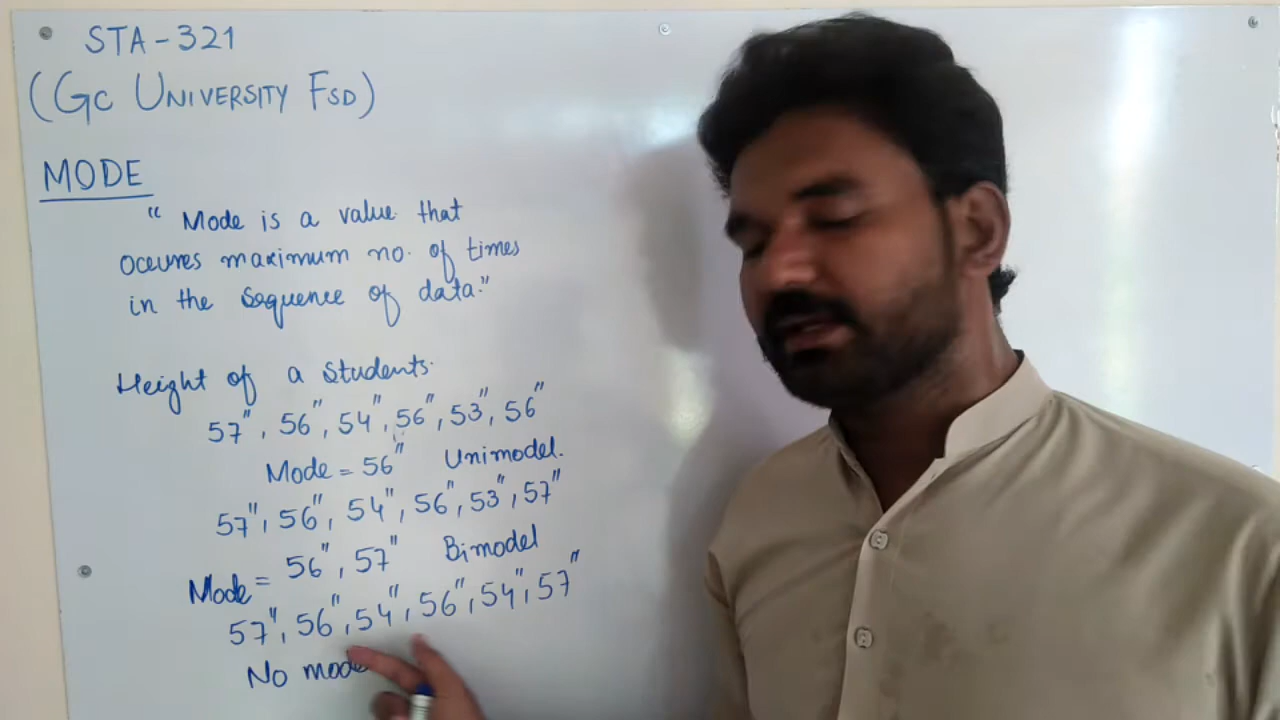 STA-321
(GC UNIVERSITY FSD)
MODE
“ Mode is a value that
occures maximum no. of times
in the sequence of data.”
Height of a Students.
57", 56", 54", 56", 53", 56"
Mode = 56" Unimodel.
57", 56", 54", 56", 53", 57"
Mode = 56", 57" Bimodel
57", 56", 54", 56", 54", 57"
No mode